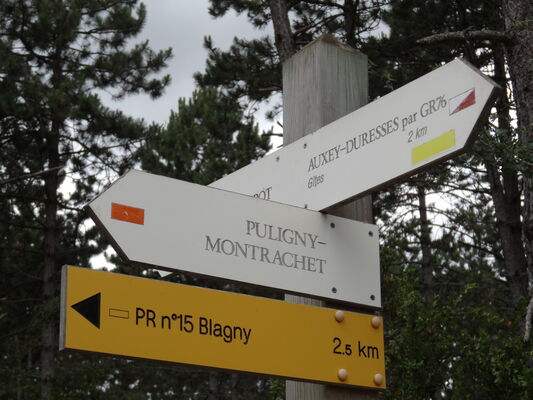 AUXEY-DURESSES par GR76
Gîtes
2 km
PULIGNY-
MONTRACHET
PR n°15 Blagny
2.5 km